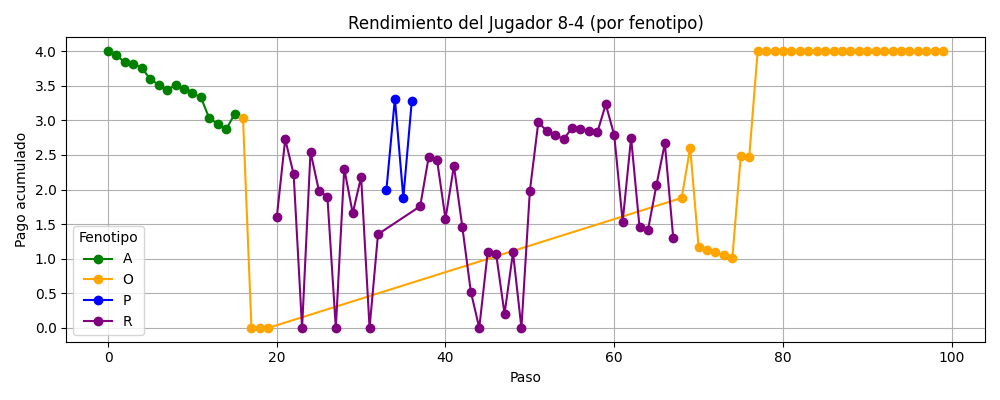 Rendimiento del Jugador 8-4 (por fenotipo)
Pago acumulado
4.0
3.5
3.0
2.5
2.0
1.5
1.0
0.5
0.0
Fenotipo
A
O
P
R
0 20 40 60 80 100
Paso